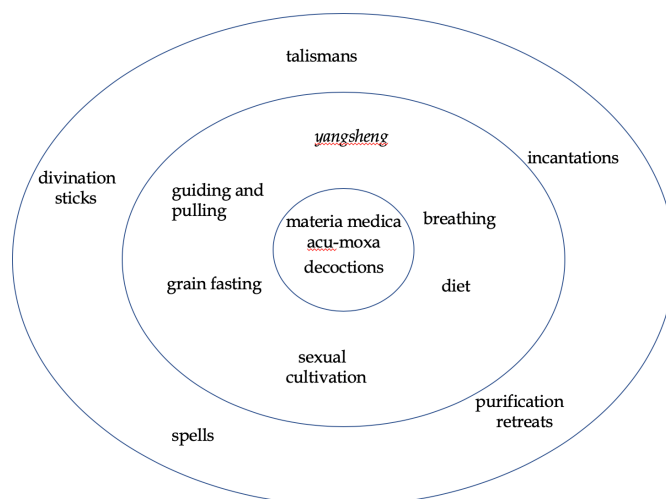 talismans
yangsheng
incantations
divination
sticks
guiding and
pulling
materia medica
acu-moxa
decoctions
breathing
grain fasting
diet
sexual
cultivation
purification
retreats
spells